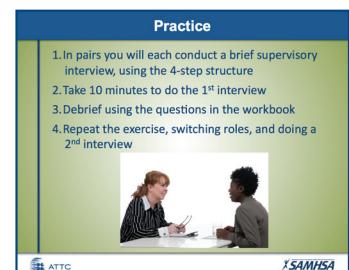 Practice
1. In pairs you will each conduct a brief supervisory
interview, using the 4-step structure
2. Take 10 minutes to do the 1st interview
3. Debrief using the questions in the workbook
4. Repeat the exercise, switching roles, and doing a
2nd interview
ATTC
SAMHSA